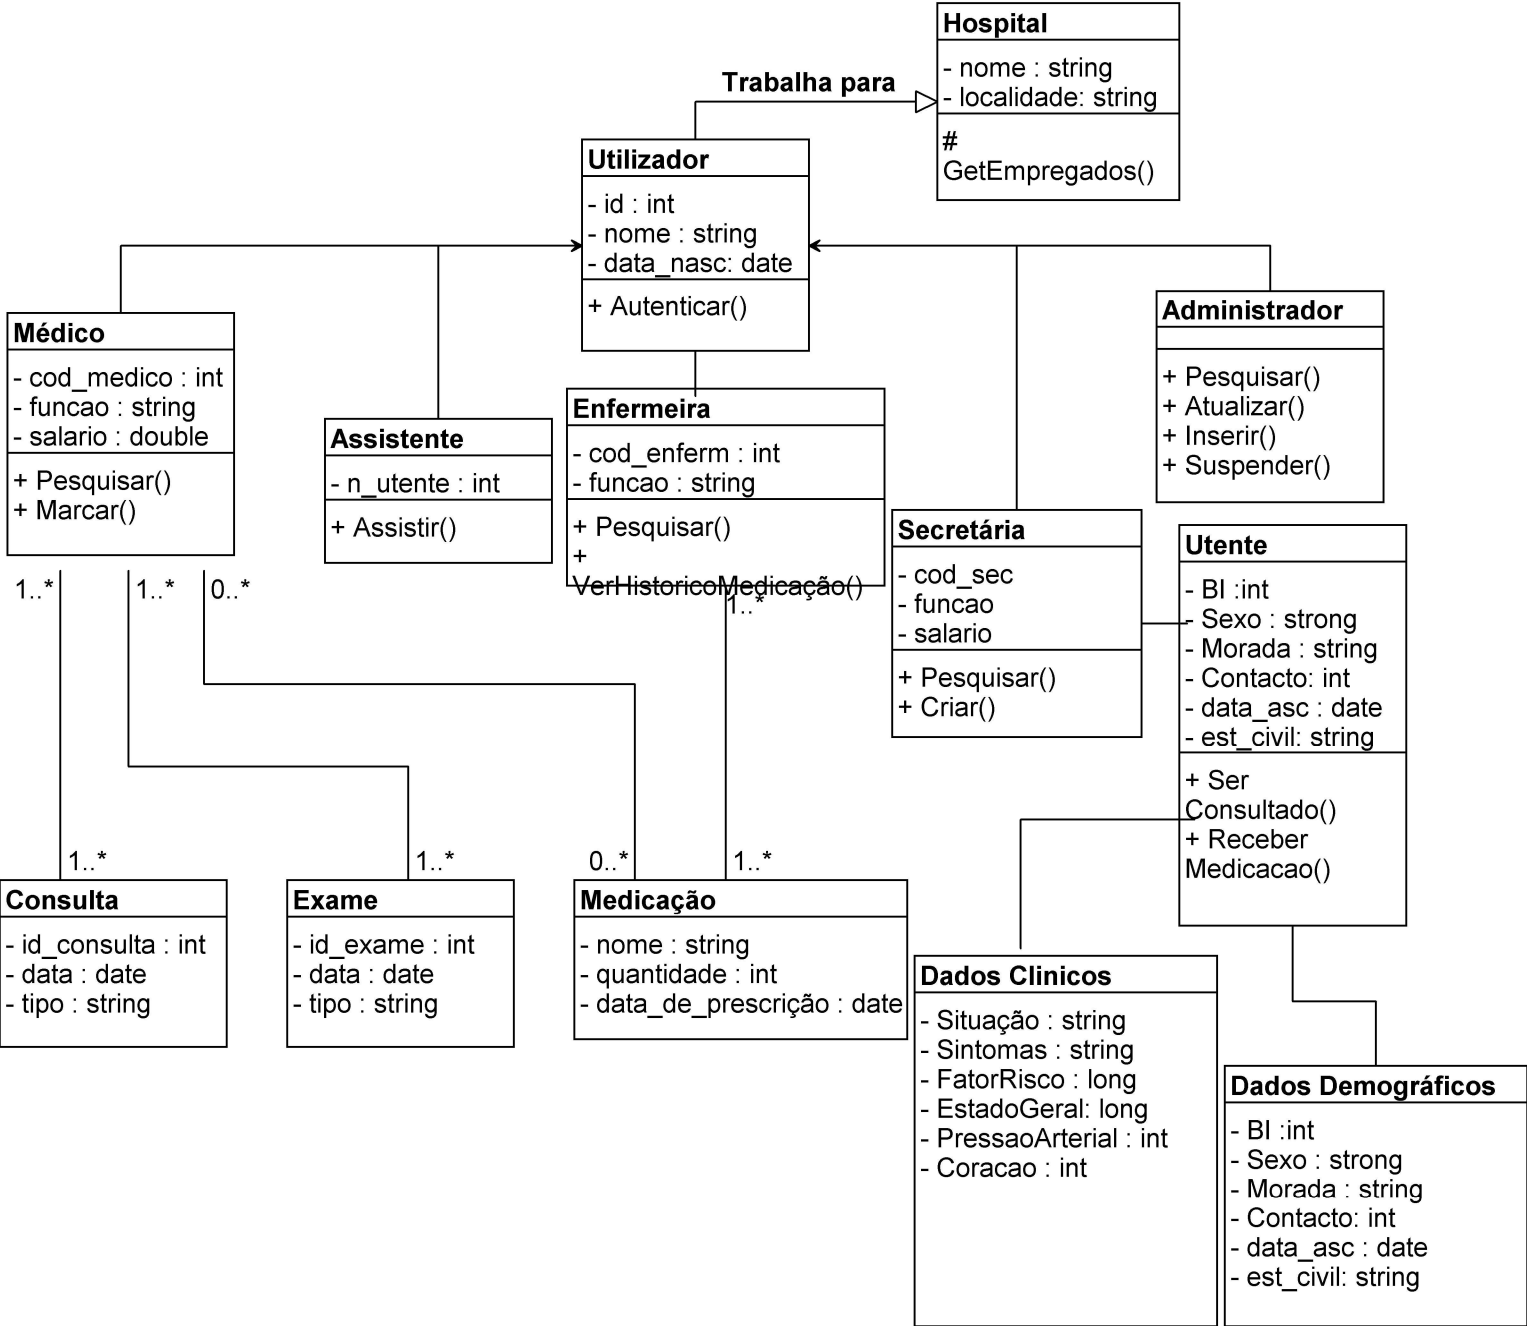 Hospital
- nome : string
- localidade: string
#
GetEmpregados()
Trabalha para
Utilizador
- id : int
- nome : string
- data_nasc: date
+ Autenticar()
Médico
- cod_medico : int
- funcao : string
- salario : double
+ Pesquisar()
+ Marcar()
Assistente
- n_utente : int
+ Assistir()
Enfermeira
- cod_enferm : int
- funcao : string
+ Pesquisar()
+
VerHistoricoMedicação()
Administrador
+ Pesquisar()
+ Atualizar()
+ Inserir()
+ Suspender()
Secretária
- cod_sec
- funcao
- salário
+ Pesquisar()
+ Criar()
Utente
- BI :int
- Sexo : strong
- Morada : string
- Contacto: int
- data_asc : date
- est_civil: string
+ Ser
Consultado()
+ Receber
Medicacao()
1..*
1..*
0..*
1..*
1..*
1..*
0..*
1..*
Consulta
- id_consulta : int
- data : date
- tipo : string
Exame
- id_exame : int
- data : date
- tipo : string
Medicação
- nome : string
- quantidade : int
- data_de_prescrição : date
Dados Clinicos
- Situação : string
- Sintomas : string
- FatorRisco : long
- EstadoGeral: long
- PressaoArterial : int
- Coracao : int
Dados Demográficos
- BI :int
- Sexo : strong
- Morada : string
- Contacto: int
- data_asc : date
- est_civil: string